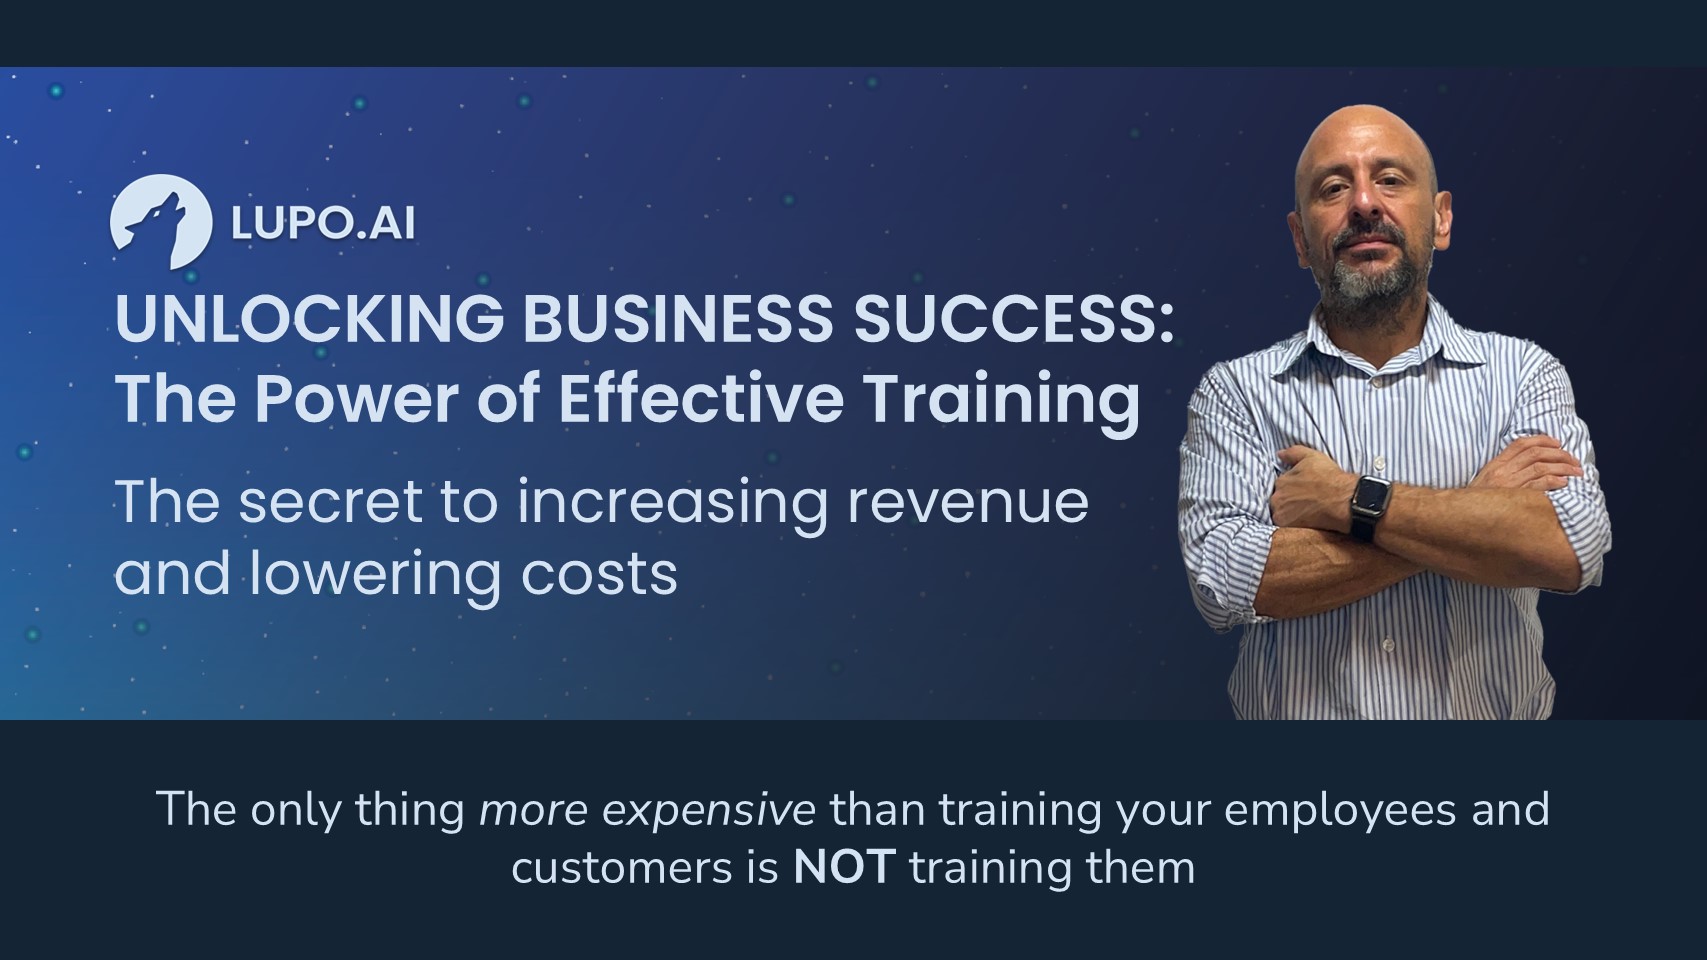 LUPO.AI
UNLOCKING BUSINESS SUCCESS:
The Power of Effective Training
The secret to increasing revenue
and lowering costs
The only thing more expensive than training your employees and
customers is NOT training them